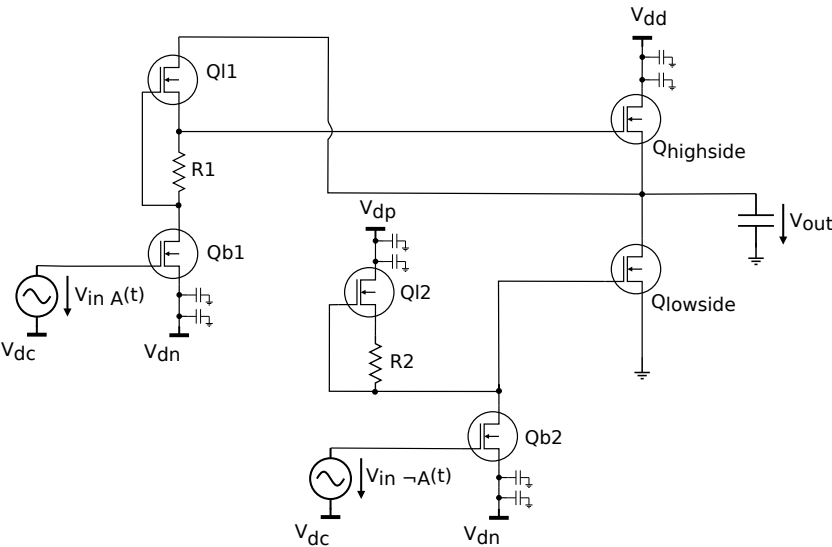 Vdd
Ql1
Qhighside
R1
Vdp
Vout
Qb1
Ql2
Qlowside
Vin A(t)
Vdc
Vdn
R2
Qb2
Vin ¬A(t)
Vdc
Vdn